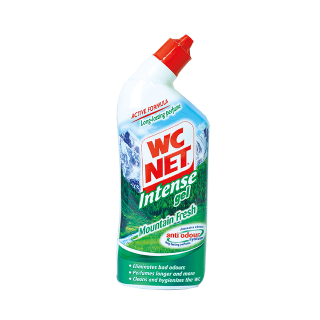 ACTIVE FORMULA
Long-lasting perfume
WC
NET
Intense
gel
Mountain Fresh
anti odour
• Eliminates bad odours
• Perfumes longer and more
• Cleans and hygienizes the WC